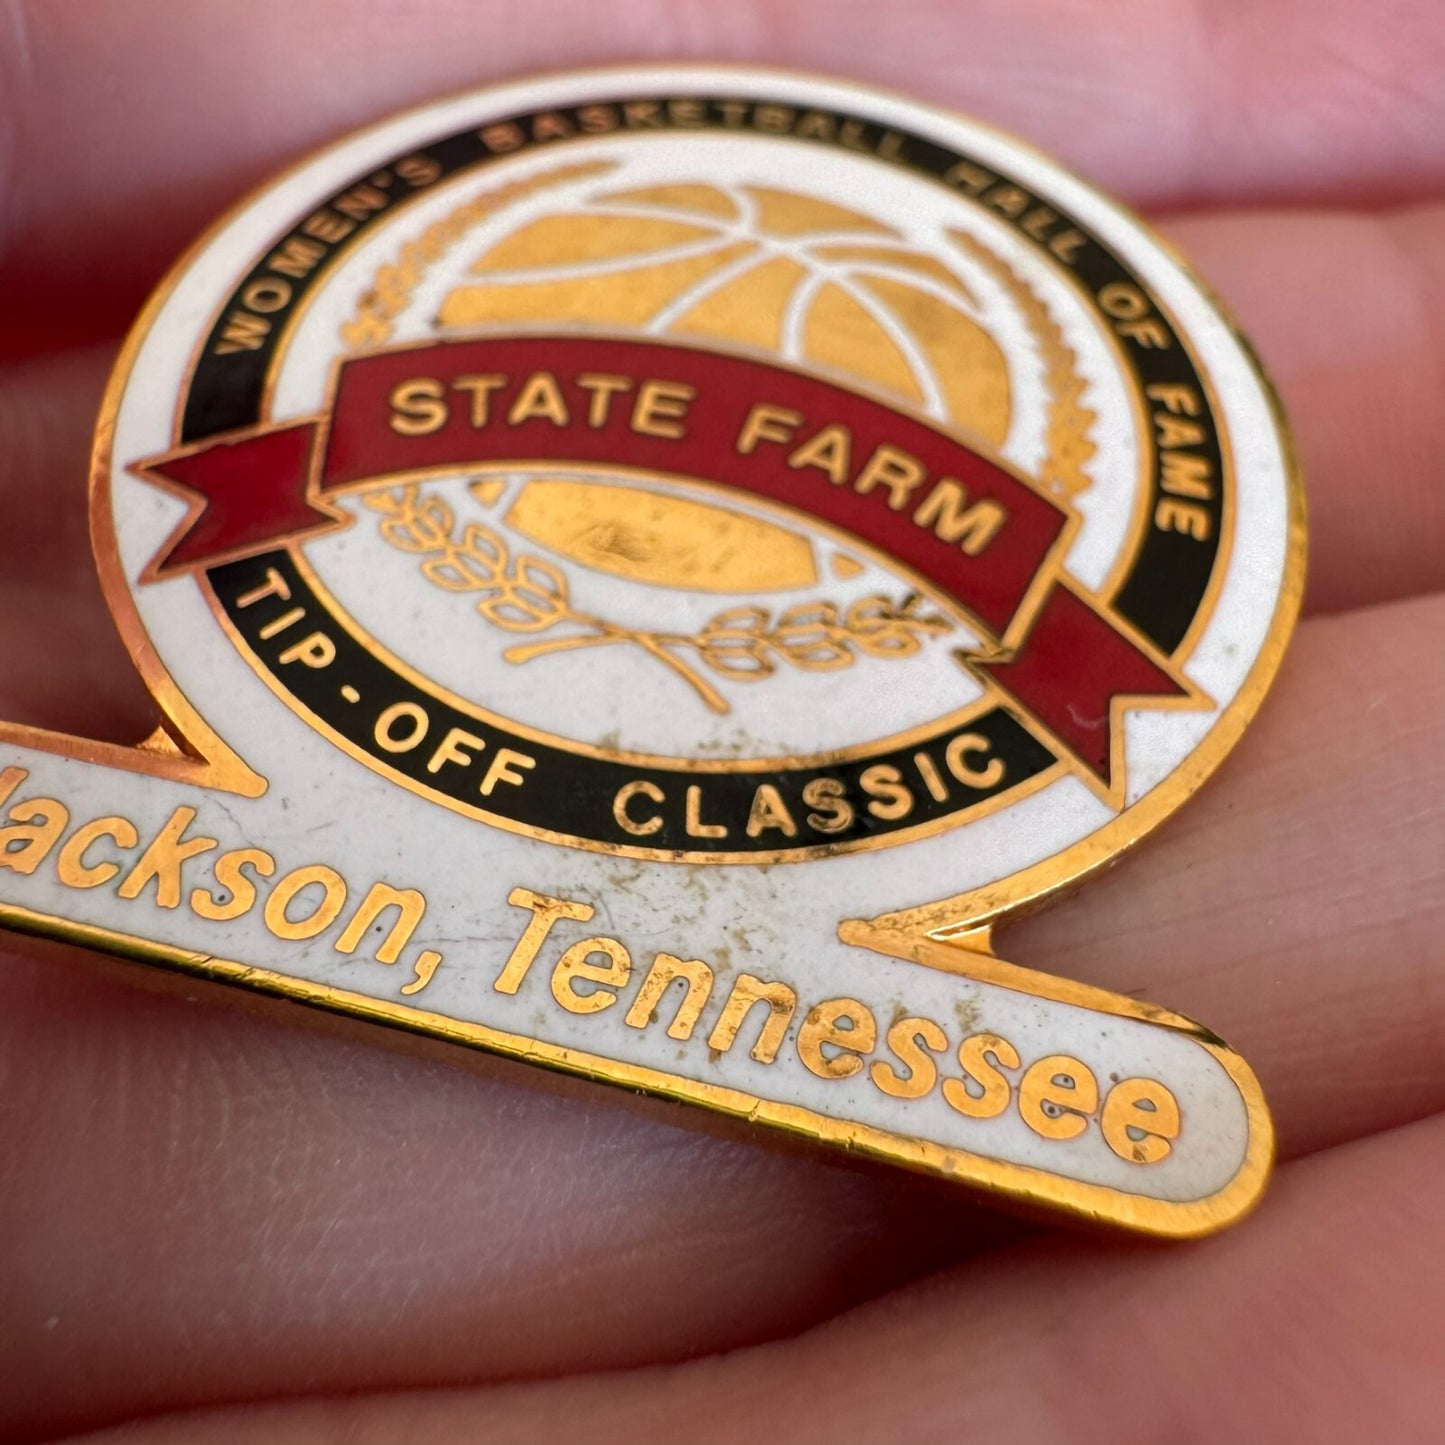 WOMEN'S BASKETBALL HALL OF FAME
STATE FARM
TIP-OFF CLASSIC
Jackson, Tennessee